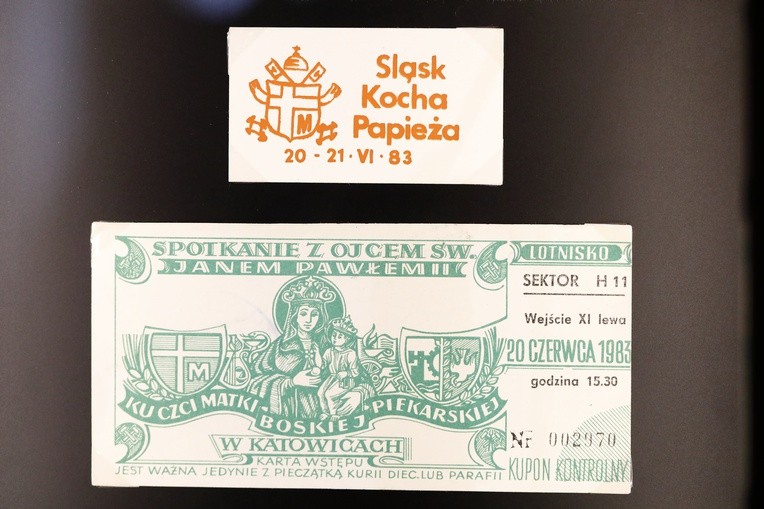 Śląsk
Kocha
Papieża
M
20 - 21 · VI · 83
SPOTKANIE Z OJCEM ŚW.
JANEM PAWŁEM II
M
KU CZCI MATKI BOSKIEJ PIEKARSKIEJ
W KATOWICACH
KARTA WSTĘPU
JEST WAŻNA JEDYNIE Z PIECZĄTKĄ KURII DIEC. LUB PARAFII
LOTNISKO
SEKTOR H 11
Wejście XI lewa
20 CZERWCA 1983
godzina 15.30
Nr 002970
KUPON KONTROLNY